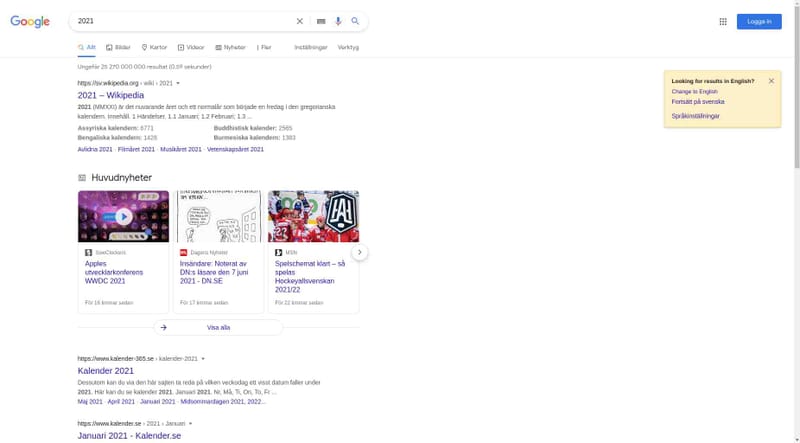 Google
2021
Logga in
Allt
Bilder
Kartor
Videor
Nyheter
Fler
Inställningar
Verktyg
Ungefär 25 270 000 000 resultat (0,69 sekunder)
https://sv.wikipedia.org › wiki › 2021
2021 – Wikipedia
2021 (MMXXI) är det nuvarande året och ett normalår som började en fredag i den gregorianska
kalendern. Innehåll. 1 Händelser. 1.1 Januari; 1.2 Februari; 1.3 ...
Assyriska kalendern: 6771
Buddhistisk kalender: 2565
Bengaliska kalendern: 1428
Burmesiska kalendern: 1383
Avlidna 2021 · Filmåret 2021 · Musikåret 2021 · Vetenskapsåret 2021
Looking for results in English?
Change to English
Fortsätt på svenska
Språkinställningar
Huvudnyheter
SweClockers
Apples
utvecklarkonferens
WWDC 2021
För 16 timmar sedan
Dagens Nyheter
Insändare: Noterat av
DN:s läsare den 7 juni
2021 - DN.SE
För 17 timmar sedan
MSN
Spelschemat klart – så
spelas
Hockeyallsvenskan
2021/22
För 22 timmar sedan
Visa alla
https://www.kalender-365.se › kalender-2021
Kalender 2021
Dessutom kan du via den här sajten ta reda på vilken veckodag ett visst datum faller under
2021. Här kan du se kalender 2021. Januari 2021. Nr, Må, Ti, On, To, Fr ...
Maj 2021 · April 2021 · Januari 2021 · Midsommardagen 2021, 2022...
https://www.kalender.se › 2021 › Januari
Januari 2021 - Kalender.se